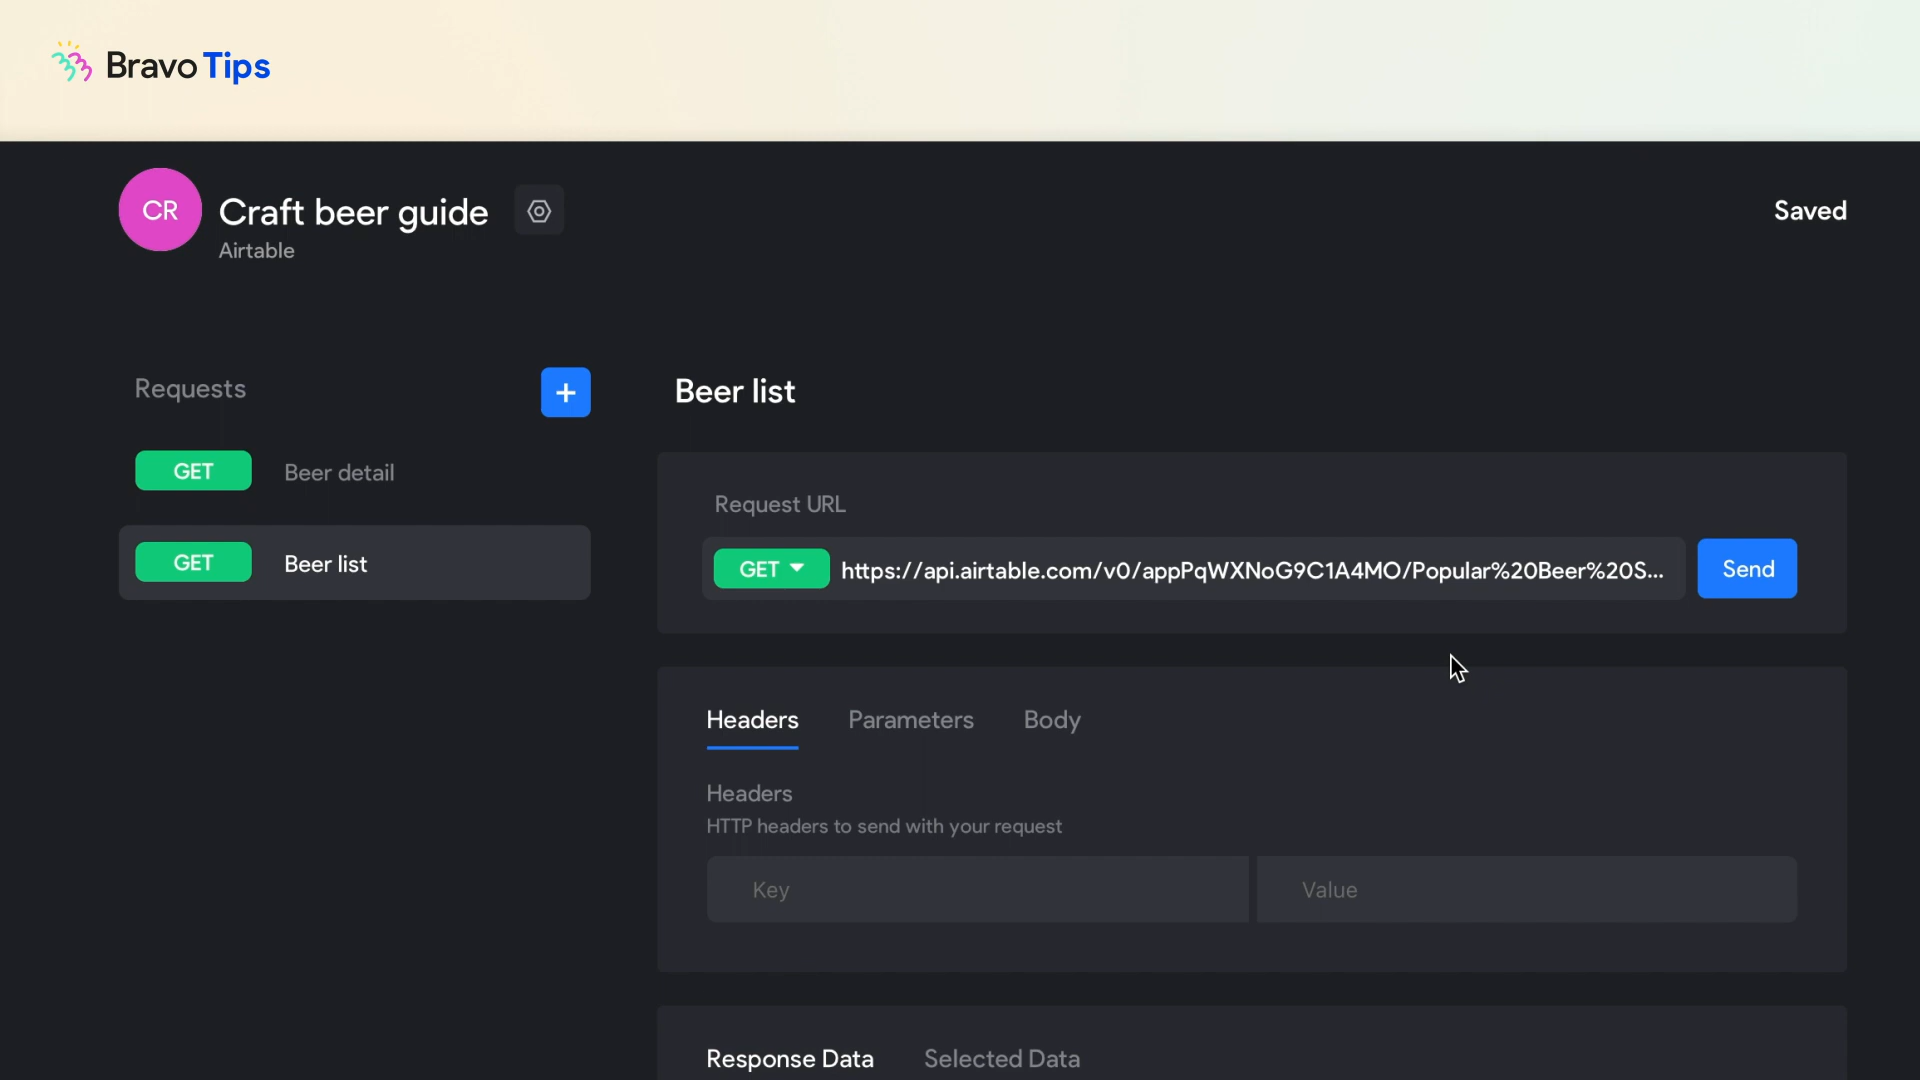 Bravo Tips
CR
Craft beer guide
Airtable
Saved
Requests
+
GET Beer detail
GET Beer list
Beer list
Request URL
GET https://api.airtable.com/v0/appPqWXNoG9C1A4MO/Popular%20Beer%20S...
Send
Headers Parameters Body
Headers
HTTP headers to send with your request
Key Value
Response Data Selected Data